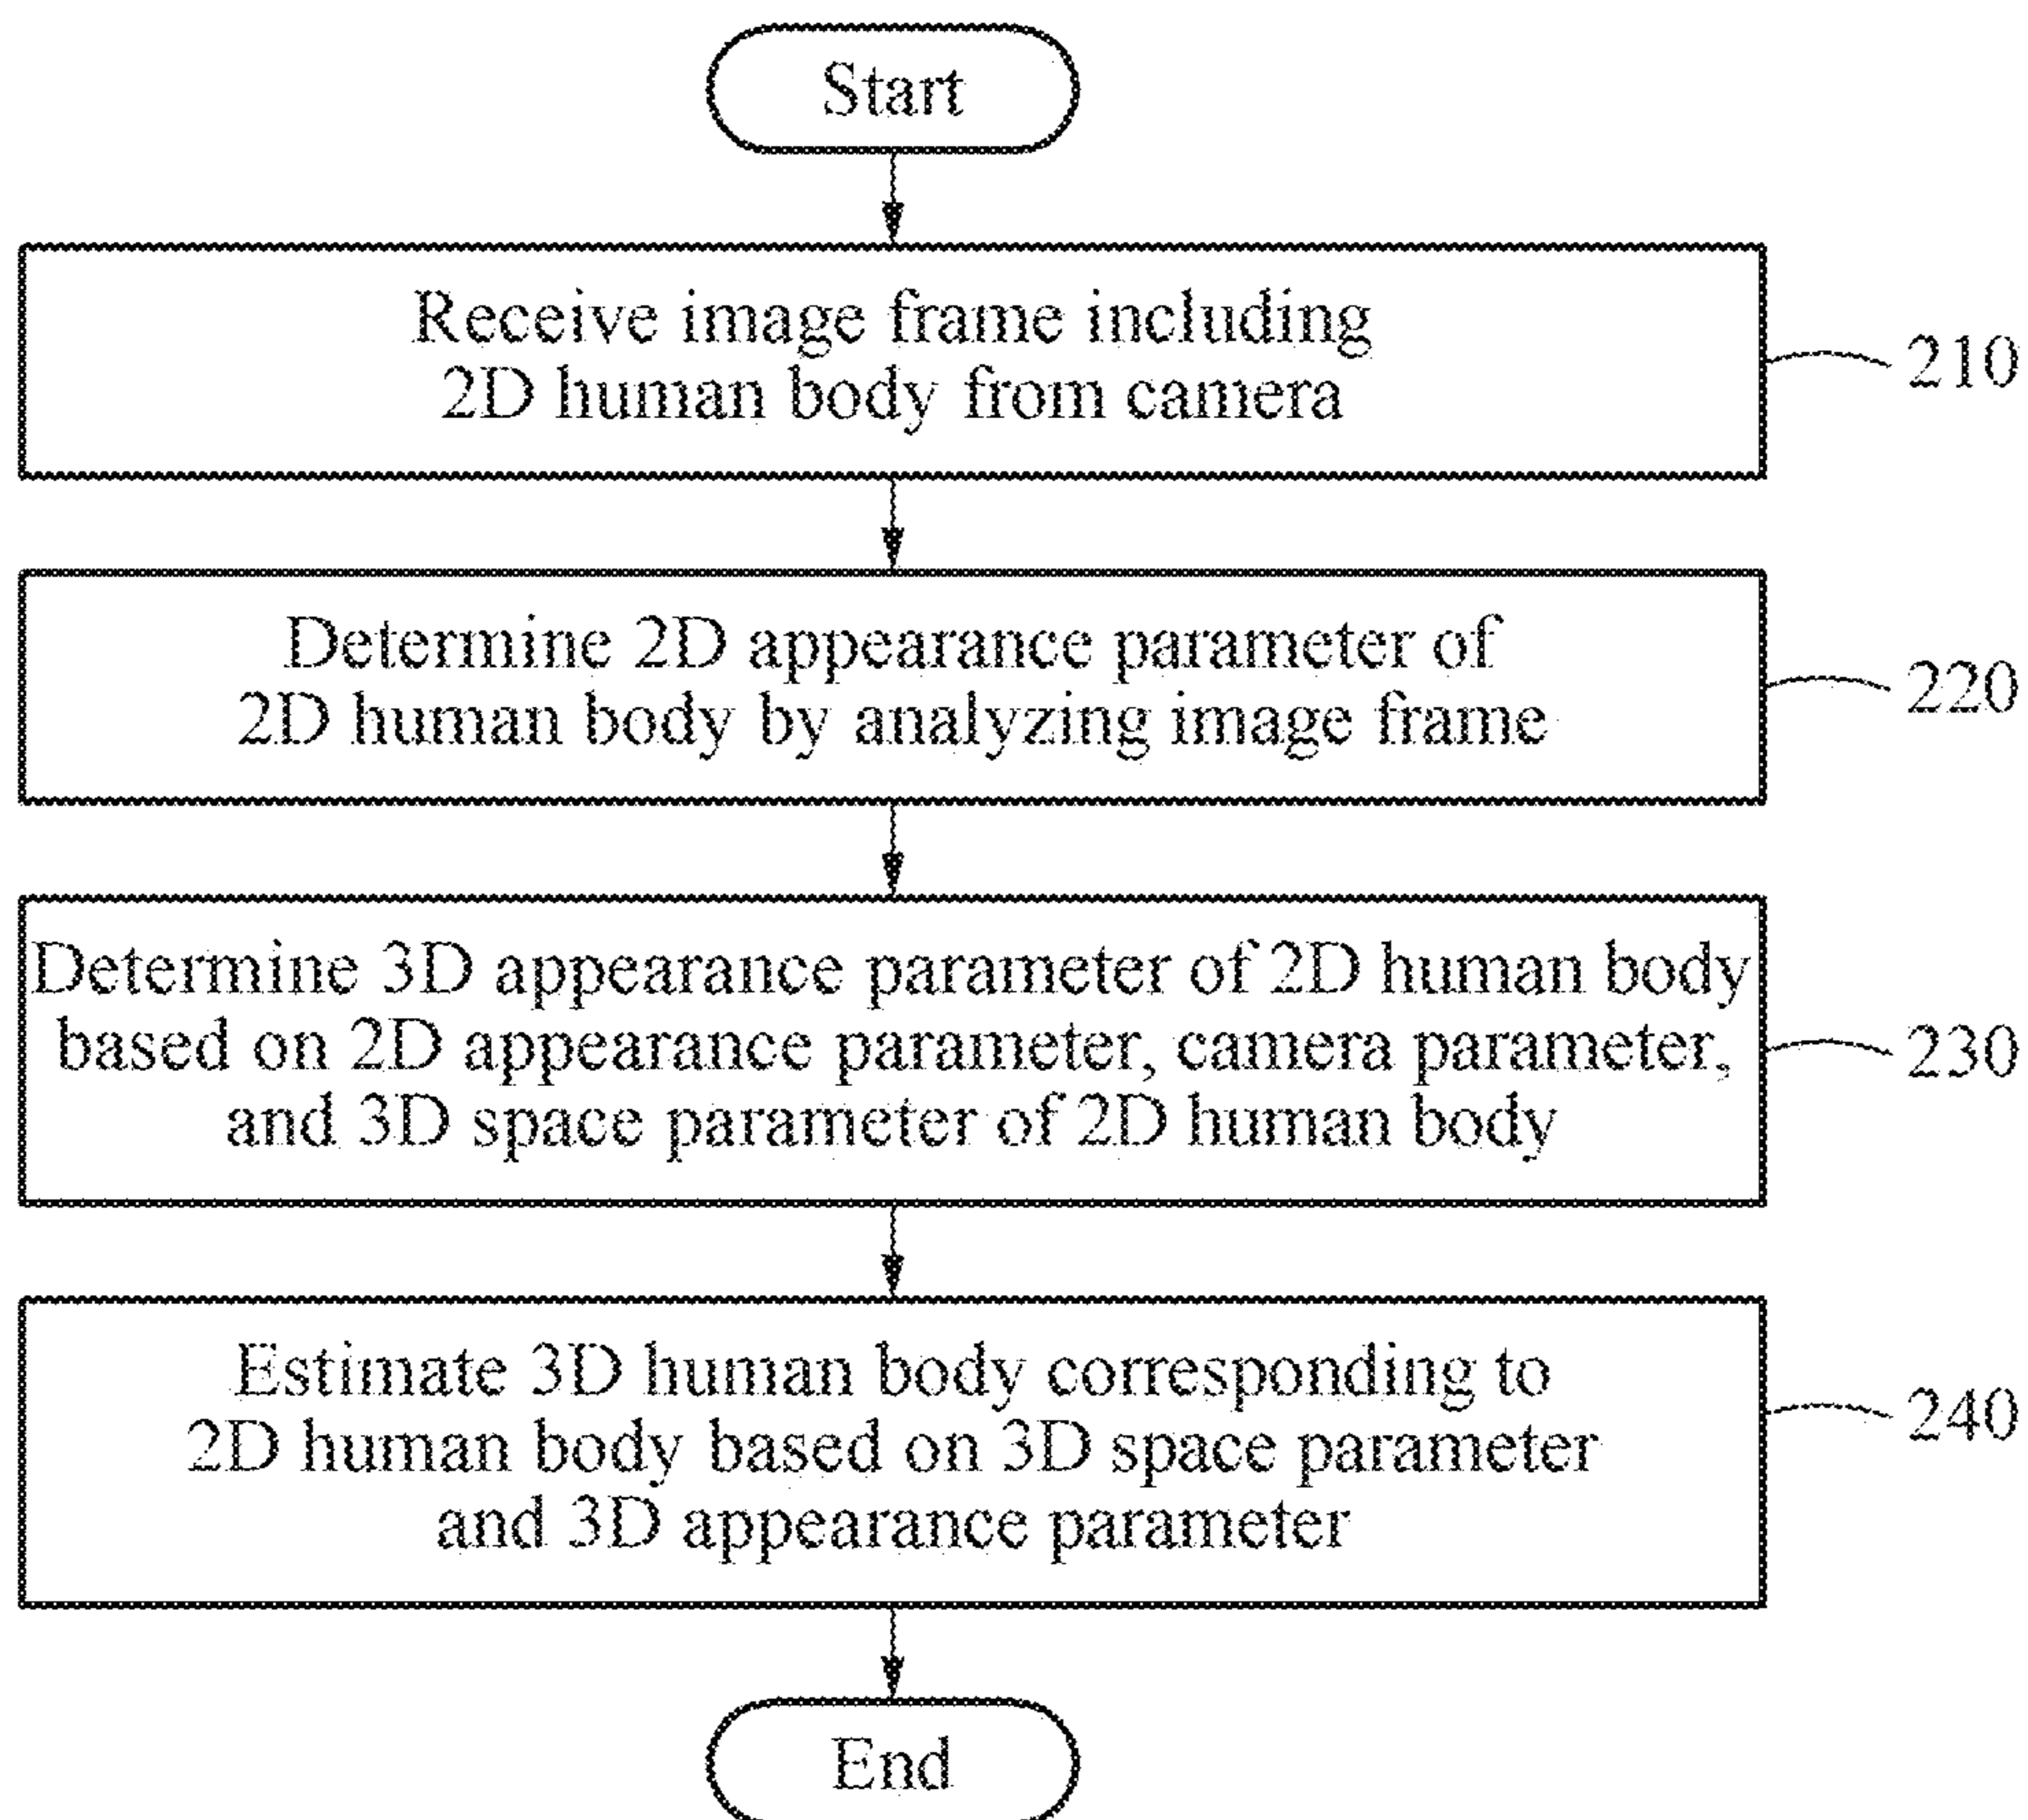 Start
Receive image frame including
2D human body from camera
210
Determine 2D appearance parameter of
2D human body by analyzing image frame
220
Determine 3D appearance parameter of 2D human body
based on 2D appearance parameter, camera parameter,
and 3D space parameter of 2D human body
230
Estimate 3D human body corresponding to
2D human body based on 3D space parameter
and 3D appearance parameter
240
End